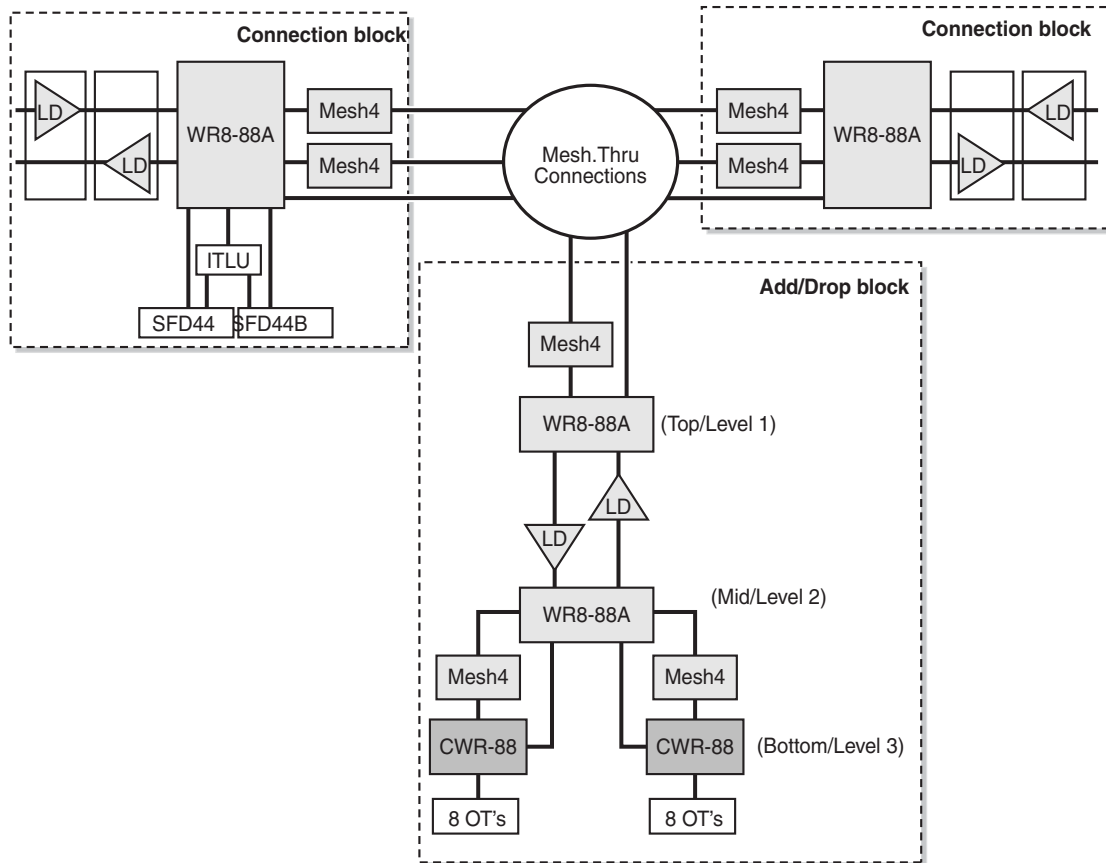 Connection block
LD
LD
WR8-88A
Mesh4
Mesh4
ITLU
SFD44
SFD44B
Mesh.Thru
Connections
Connection block
Mesh4
Mesh4
WR8-88A
LD
LD
Add/Drop block
Mesh4
WR8-88A
(Top/Level 1)
LD
LD
WR8-88A
(Mid/Level 2)
Mesh4
Mesh4
CWR-88
CWR-88
(Bottom/Level 3)
8 OT's
8 OT's